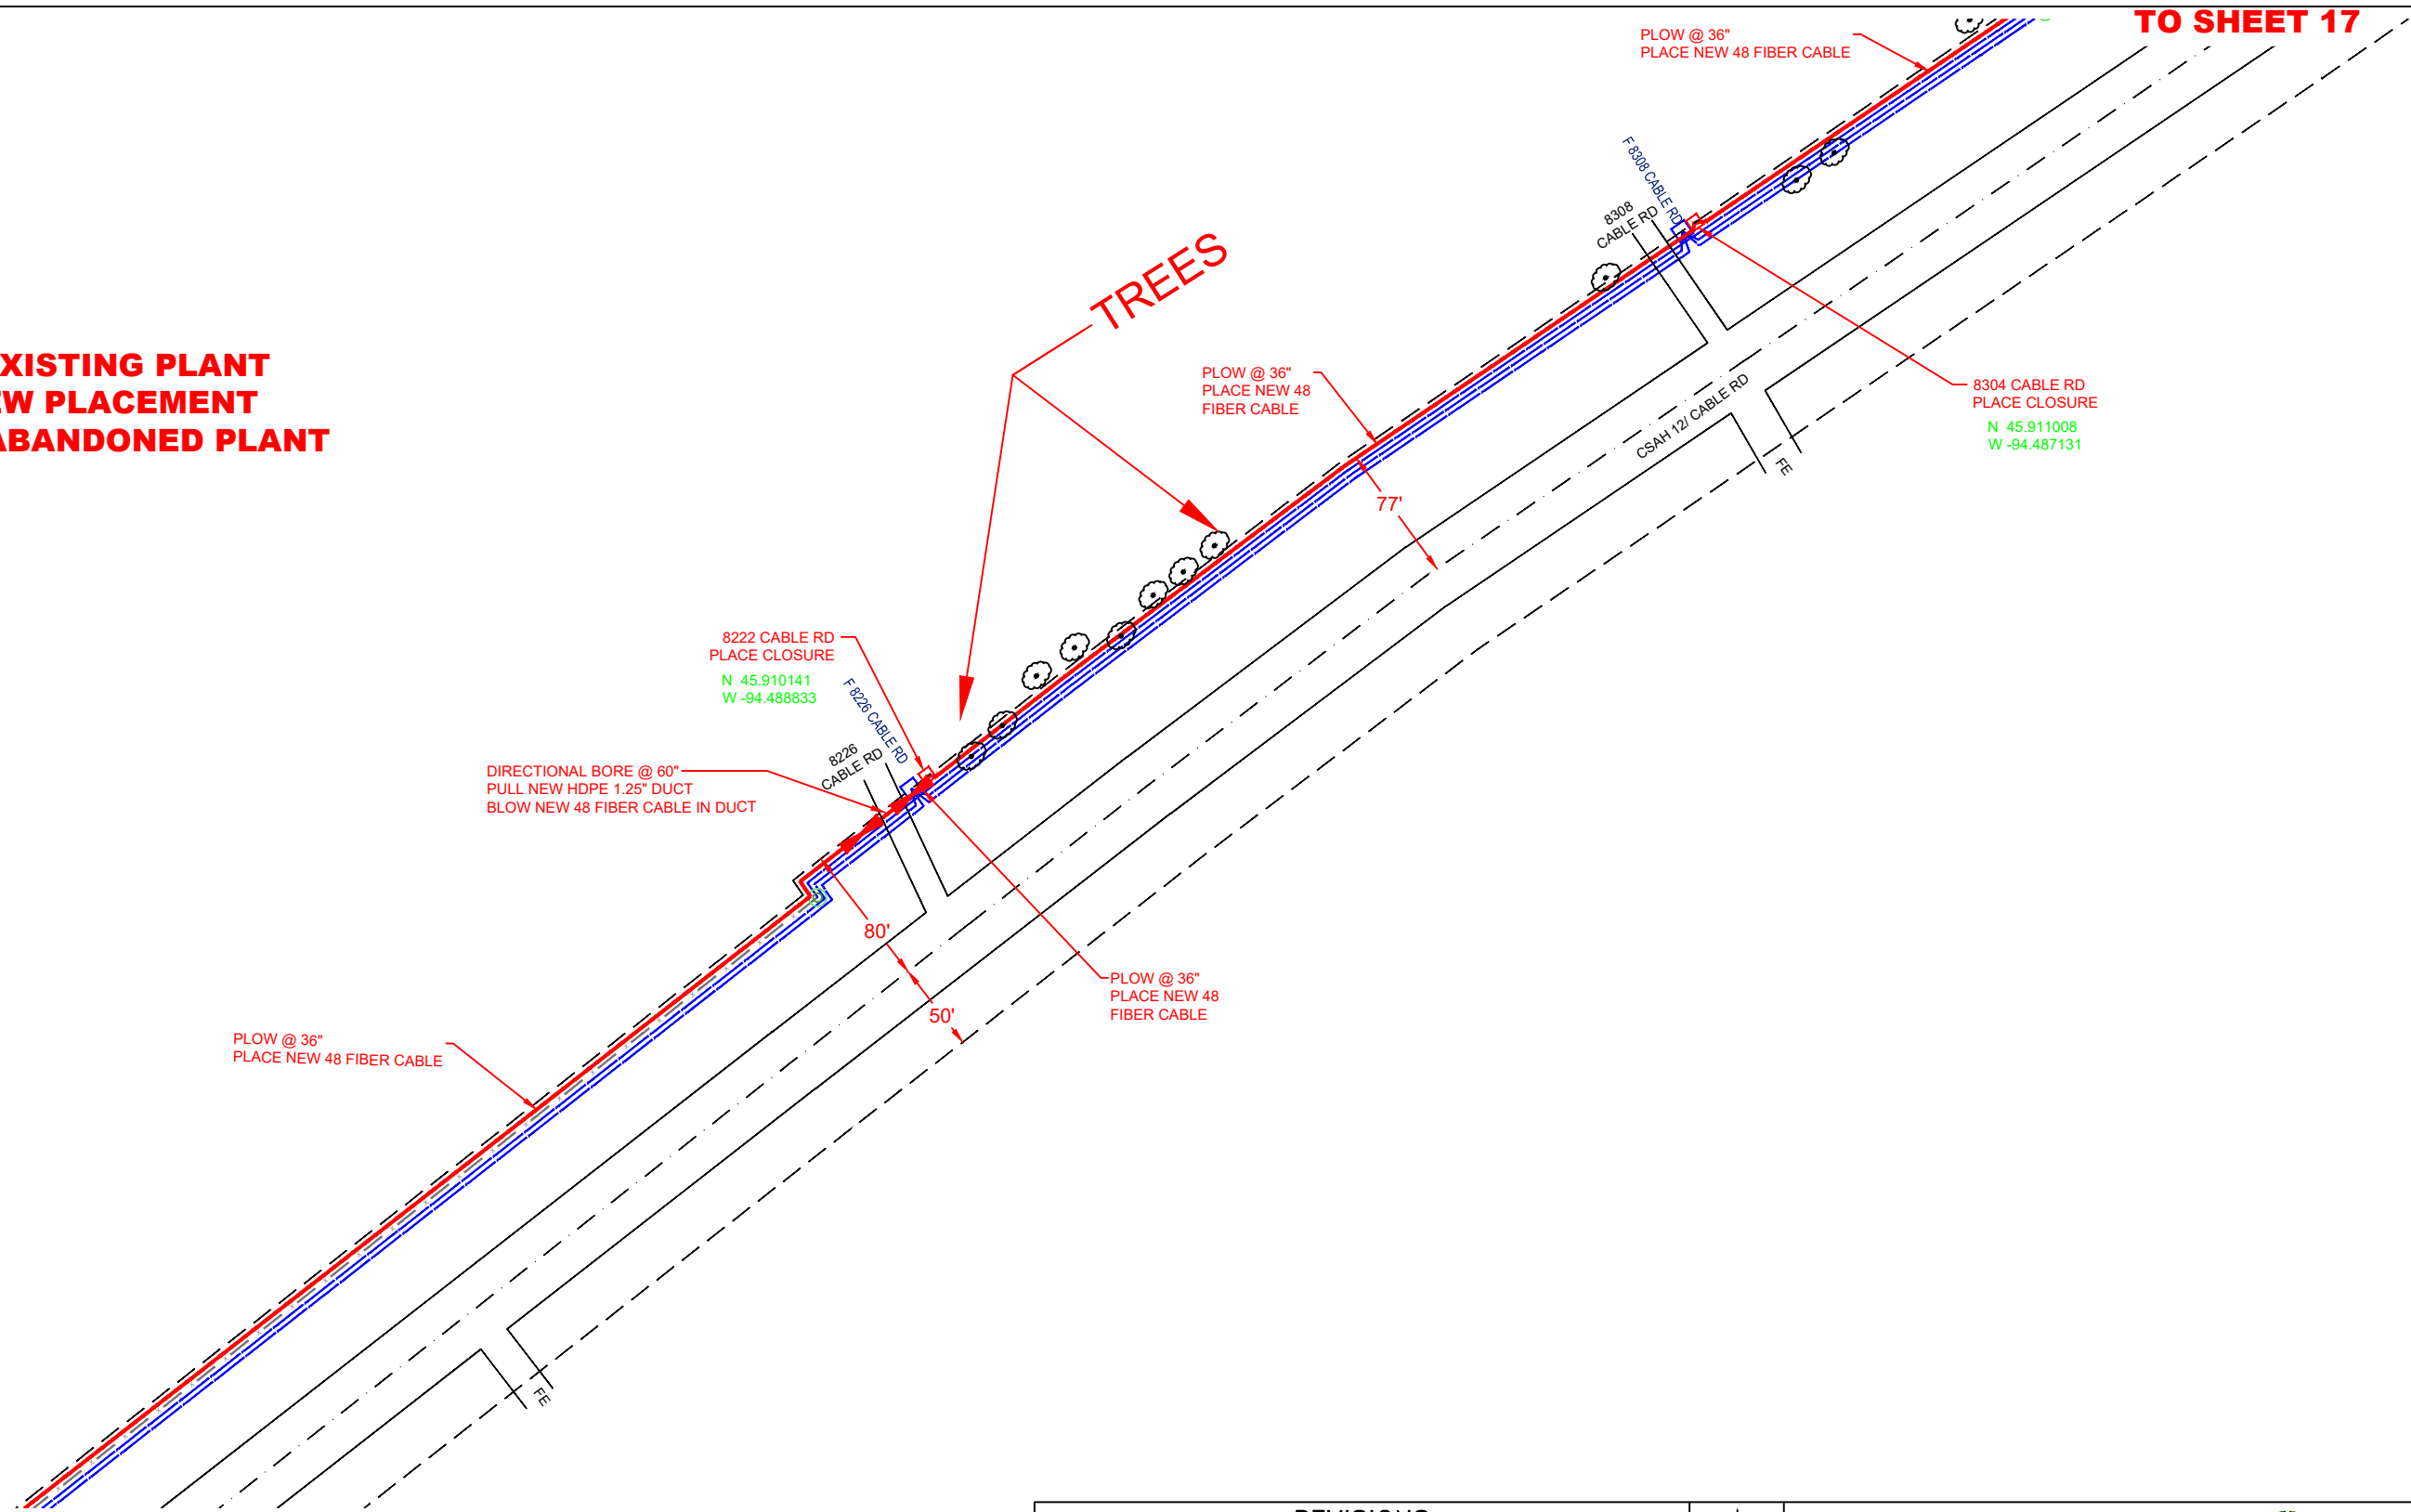 TO SHEET 17
PLOW @ 36"
PLACE NEW 48 FIBER CABLE
F 8308 CABLE RD
8308
CABLE RD
TREES
XISTING PLANT
W PLACEMENT
ABANDONED PLANT
PLOW @ 36"
PLACE NEW 48
FIBER CABLE
77'
CSAH 12/ CABLE RD
FE
8304 CABLE RD
PLACE CLOSURE
N 45.911008
W -94.487131
8222 CABLE RD
PLACE CLOSURE
N 45.910141
W -94.488833
F 8226 CABLE RD
8226
CABLE RD
DIRECTIONAL BORE @ 60"
PULL NEW HDPE 1.25" DUCT
BLOW NEW 48 FIBER CABLE IN DUCT
80'
50'
PLOW @ 36"
PLACE NEW 48
FIBER CABLE
PLOW @ 36"
PLACE NEW 48 FIBER CABLE
FE
REVISIONS